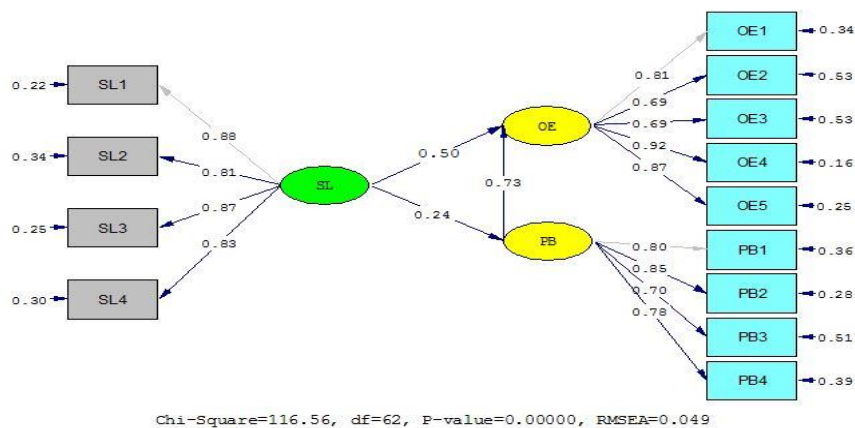 OE1
0.34
0.22
SL1
0.81
OE2
0.53
0.88
0.69
OE
0.69
OE3
0.53
0.34
SL2
0.81
0.50
0.92
OE4
0.16
0.87
SL
0.73
0.87
OE5
0.25
0.25
SL3
0.24
0.83
PB
0.80
PB1
0.36
0.85
0.70
PB2
0.28
0.30
SL4
0.78
PB3
0.51
PB4
0.39
Chi-Square=116.56, df=62, P-value=0.00000, RMSEA=0.049